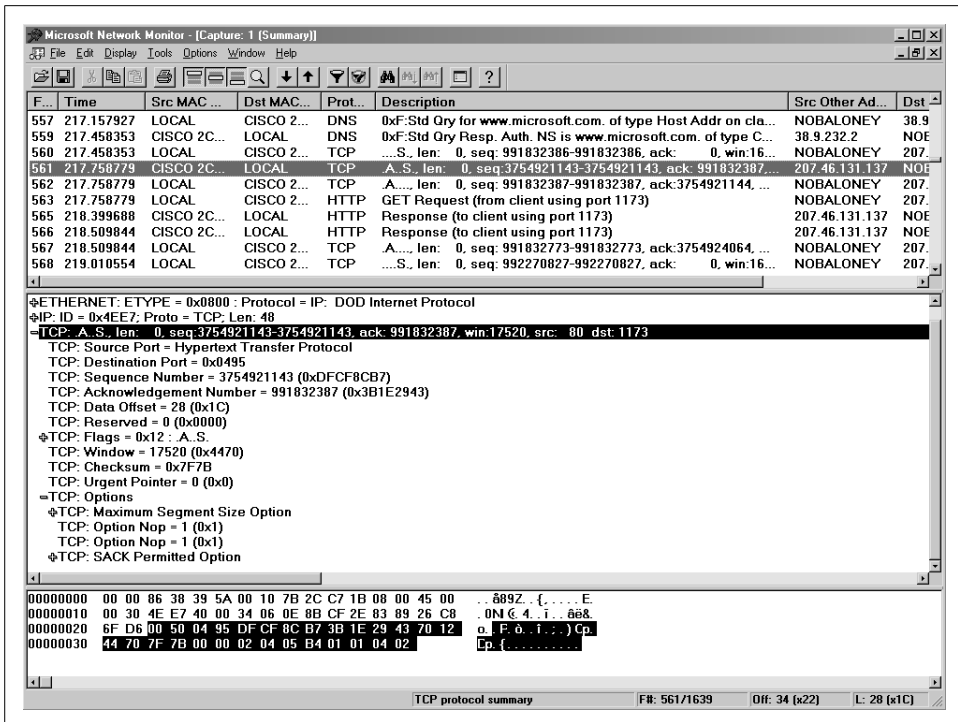 Microsoft Network Monitor - [Capture: 1 (Summary)]
File Edit Display Tools Options Window Help
F... Time Src MAC ... Dst MAC... Prot... Description Src Other Ad... Dst
557 217.157927 LOCAL CISCO 2... DNS 0xF:Std Qry for www.microsoft.com. of type Host Addr on cla... NOBALONEY 38.9
559 217.458353 CISCO 2C... LOCAL DNS 0xF:Std Qry Resp. Auth. NS is www.microsoft.com. of type C... 38.9.232.2 NOB
560 217.458353 LOCAL CISCO 2... TCP ....S., len: 0, seq: 991832386-991832386, ack: 0, win:16... NOBALONEY 207.
561 217.758779 CISCO 2C... LOCAL TCP .A..S., len: 0, seq:3754921143-3754921143, ack: 991832387,... 207.46.131.137 NOB
562 217.758779 LOCAL CISCO 2... TCP .A...., len: 0, seq: 991832387-991832387, ack:3754921144, ... NOBALONEY 207.
563 217.758779 LOCAL CISCO 2... HTTP GET Request (from client using port 1173) NOBALONEY 207.
565 218.399688 CISCO 2C... LOCAL HTTP Response (to client using port 1173) 207.46.131.137 NOB
566 218.509844 CISCO 2C... LOCAL HTTP Response (to client using port 1173) 207.46.131.137 NOB
567 218.509844 LOCAL CISCO 2... TCP .A...., len: 0, seq: 991832773-991832773, ack:3754924064, ... NOBALONEY 207.
568 219.010554 LOCAL CISCO 2... TCP ....S., len: 0, seq: 992270827-992270827, ack: 0, win:16... NOBALONEY 207.
ETHERNET: ETYPE = 0x0800 : Protocol = IP: DOD Internet Protocol
IP: ID = 0x4EE7; Proto = TCP; Len: 48
TCP: .A..S., len: 0, seq:3754921143-3754921143, ack: 991832387, win:17520, src: 80 dst: 1173
TCP: Source Port = Hypertext Transfer Protocol
TCP: Destination Port = 0x0495
TCP: Sequence Number = 3754921143 (0xDFCF8CB7)
TCP: Acknowledgement Number = 991832387 (0x3B1E2943)
TCP: Data Offset = 28 (0x1C)
TCP: Reserved = 0 (0x0000)
TCP: Flags = 0x12 : .A..S.
TCP: Window = 17520 (0x4470)
TCP: Checksum = 0x7F7B
TCP: Urgent Pointer = 0 (0x0)
TCP: Options
TCP: Maximum Segment Size Option
TCP: Option Nop = 1 (0x1)
TCP: Option Nop = 1 (0x1)
TCP: SACK Permitted Option
00000000 00 00 86 38 39 5A 00 10 7B 2C C7 1B 08 00 45 00 ..å89Z..{,.....E.
00000010 00 30 4E E7 40 00 34 06 0E 8B CF 2E 83 89 26 C8
00000020 6F D6 00 50 04 95 DF CF 8C B7 3B 1E 29 43 70 12
00000030 44 70 7F 7B 00 00 02 04 05 B4 01 01 04 02 Dp.{..........
TCP protocol summary F#: 561/1639 Off: 34 (x22) L: 28 (x1C)